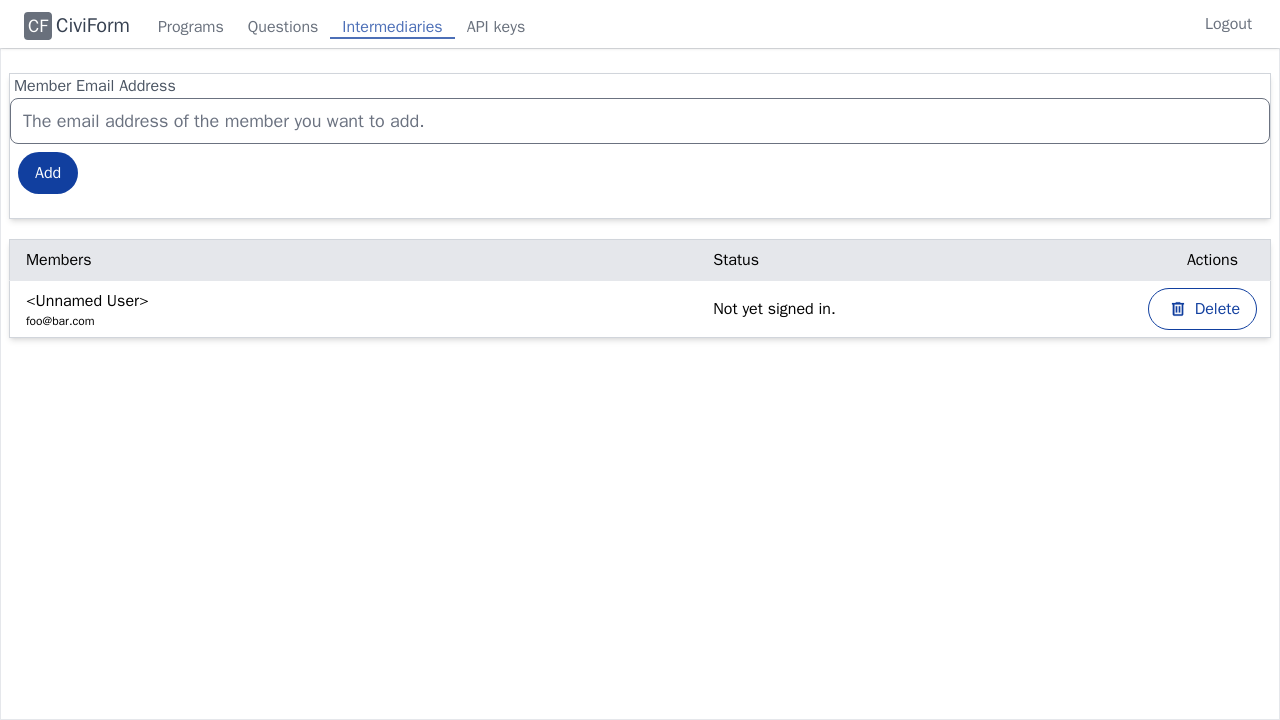 CF CiviForm Programs Questions Intermediaries API keys Logout
Member Email Address
The email address of the member you want to add.
Add
Members Status Actions
<Unnamed User>
foo@bar.com
Not yet signed in.
Delete